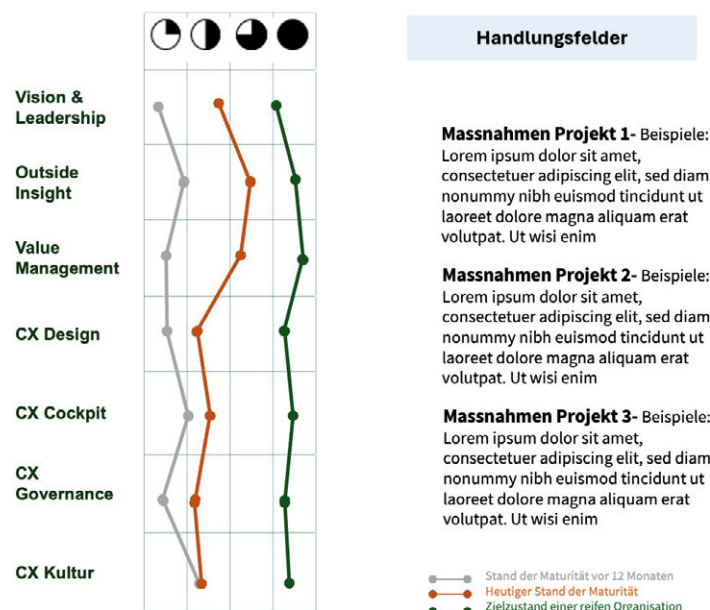 Handlungsfelder
Vision &
Leadership
Outside
Insight
Value
Management
CX Design
CX Cockpit
CX
Governance
CX Kultur
Massnahmen Projekt 1- Beispiele:
Lorem ipsum dolor sit amet,
consectetuer adipiscing elit, sed diam
nonummy nibh euismod tincidunt ut
laoreet dolore magna aliquam erat
volutpat. Ut wisi enim
Massnahmen Projekt 2- Beispiele:
Lorem ipsum dolor sit amet,
consectetuer adipiscing elit, sed diam
nonummy nibh euismod tincidunt ut
laoreet dolore magna aliquam erat
volutpat. Ut wisi enim
Massnahmen Projekt 3- Beispiele:
Lorem ipsum dolor sit amet,
consectetuer adipiscing elit, sed diam
nonummy nibh euismod tincidunt ut
laoreet dolore magna aliquam erat
volutpat. Ut wisi enim
Stand der Maturität vor 12 Monaten
Heutiger Stand der Maturität
Zielzustand einer reifen Organisation